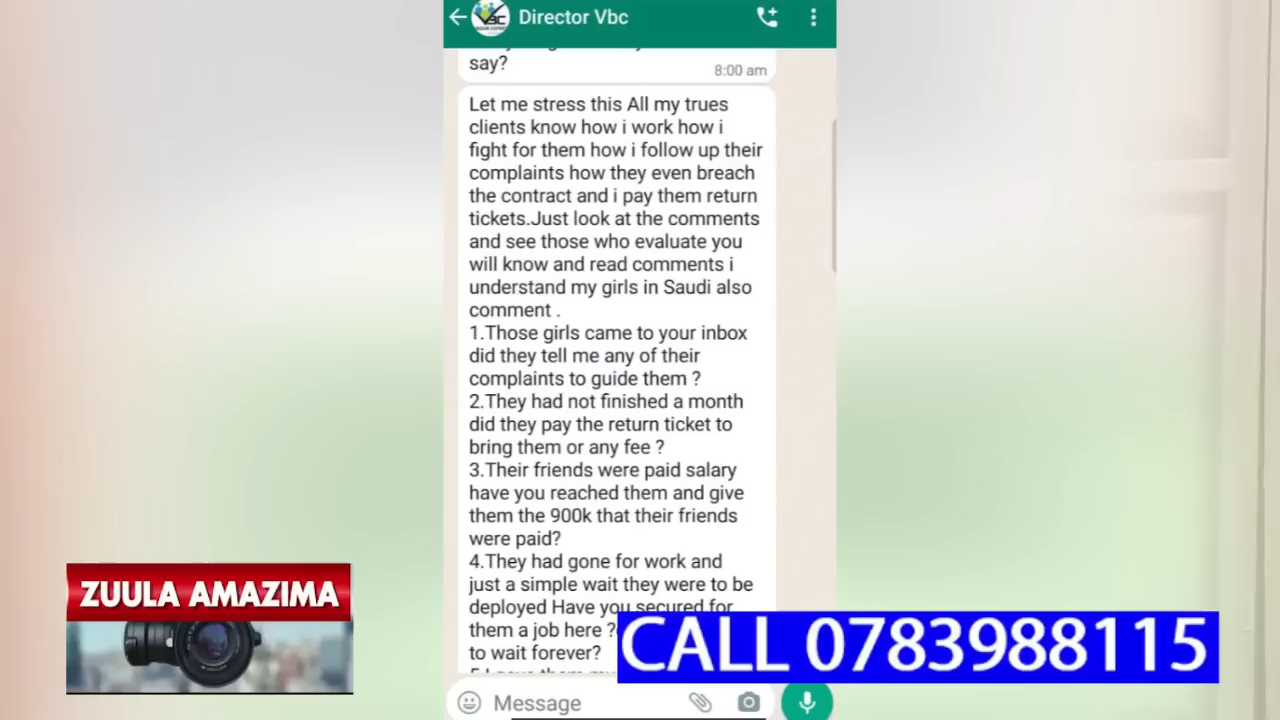 Director Vbc
say?
8:00 am
Let me stress this All my trues
clients know how i work how i
fight for them how i follow up their
complaints how they even breach
the contract and i pay them return
tickets.Just look at the comments
and see those who evaluate you
will know and read comments i
understand my girls in Saudi also
comment .
1.Those girls came to your inbox
did they tell me any of their
complaints to guide them ?
2.They had not finished a month
did they pay the return ticket to
bring them or any fee ?
3.Their friends were paid salary
have you reached them and give
them the 900k that their friends
were paid?
4.They had gone for work and
just a simple wait they were to be
deployed Have you secured for
them a job here ?
to wait forever?
Message
ZUULA AMAZIMA
CALL 0783988115